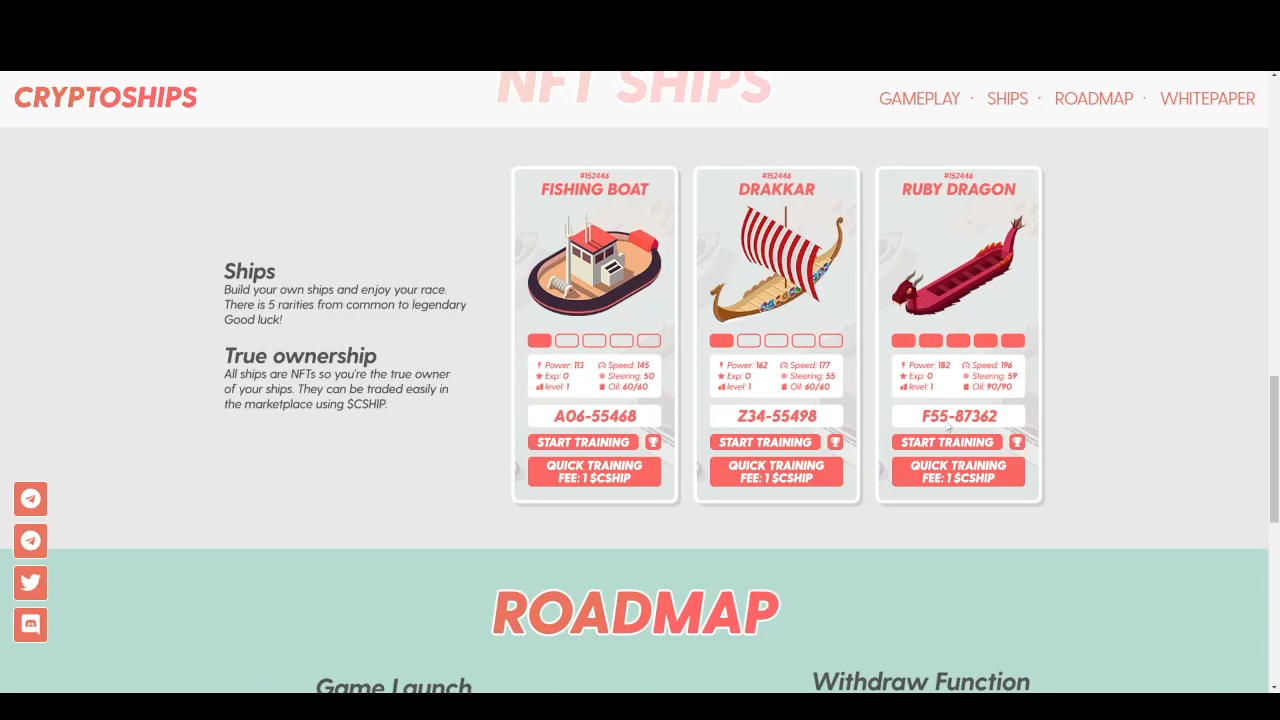 NFT SHIPS
CRYPTOSHIPS
GAMEPLAY · SHIPS · ROADMAP · WHITEPAPER
Ships
Build your own ships and enjoy your race.
There is 5 rarities from common to legendary
Good luck!
True ownership
All ships are NFTs so you're the true owner
of your ships. They can be traded easily in
the marketplace using $CSHIP.
#152446
FISHING BOAT
Power: 113 Speed: 145
Exp: 0 Steering: 50
level: 1 Oil: 60/60
A06-55468
START TRAINING
QUICK TRAINING
FEE: 1 $CSHIP
#152446
DRAKKAR
Power: 162 Speed: 177
Exp: 0 Steering: 55
level: 1 Oil: 60/60
Z34-55498
START TRAINING
QUICK TRAINING
FEE: 1 $CSHIP
#152446
RUBY DRAGON
Power: 182 Speed: 196
Exp: 0 Steering: 59
level: 1 Oil: 90/90
F55-87362
START TRAINING
QUICK TRAINING
FEE: 1 $CSHIP
ROADMAP
Game Launch
Withdraw Function